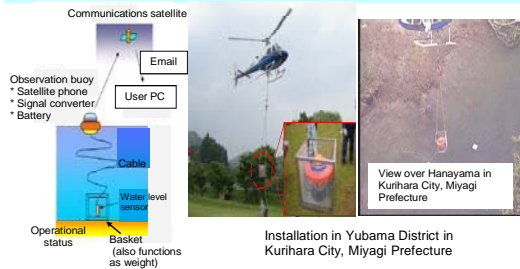 Communications satellite
Email
User PC
Observation buoy
* Satellite phone
* Signal converter
* Battery
Cable
Water level
sensor
Operational
status
Basket
(also functions
as weight)
View over Hanayama in
Kurihara City, Miyagi
Prefecture
Installation in Yubama District in
Kurihara City, Miyagi Prefecture